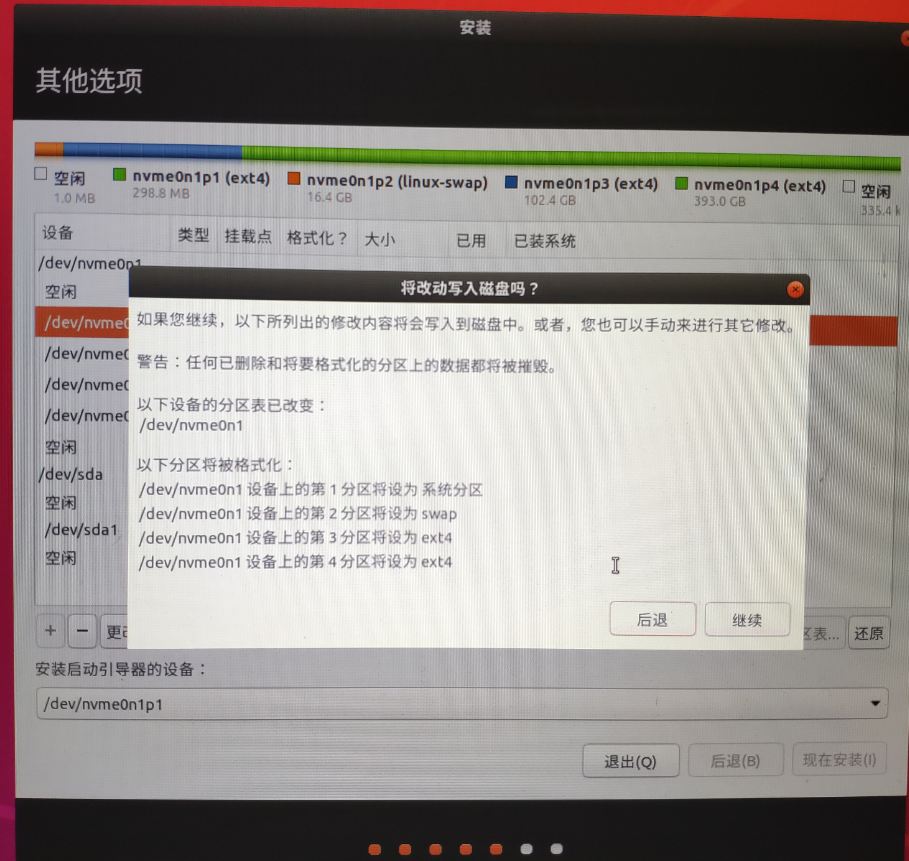 安装
其他选项
空闲 nvme0n1p1 (ext4) nvme0n1p2 (linux-swap) nvme0n1p3 (ext4) nvme0n1p4 (ext4) 空闲
1.0 MB 298.8 MB 16.4 GB 102.4 GB 393.0 GB 335.4 k
设备 类型 挂载点 格式化？ 大小 已用 已装系统
/dev/nvme0n1
空闲
/dev/nvme0
/dev/nvme0
/dev/nvme0
/dev/nvme0
空闲
/dev/sda
空闲
/dev/sda1
空闲
将改动写入磁盘吗？
如果您继续，以下所列出的修改内容将会写入到磁盘中。或者，您也可以手动来进行其它修改。
警告：任何已删除和将要格式化的分区上的数据都将被摧毁。
以下设备的分区表已改变：
/dev/nvme0n1
以下分区将被格式化：
/dev/nvme0n1 设备上的第 1 分区将设为 系统分区
/dev/nvme0n1 设备上的第 2 分区将设为 swap
/dev/nvme0n1 设备上的第 3 分区将设为 ext4
/dev/nvme0n1 设备上的第 4 分区将设为 ext4
后退 继续
+ − 更改 区表... 还原
安装启动引导器的设备：
/dev/nvme0n1p1
退出(Q) 后退(B) 现在安装(I)